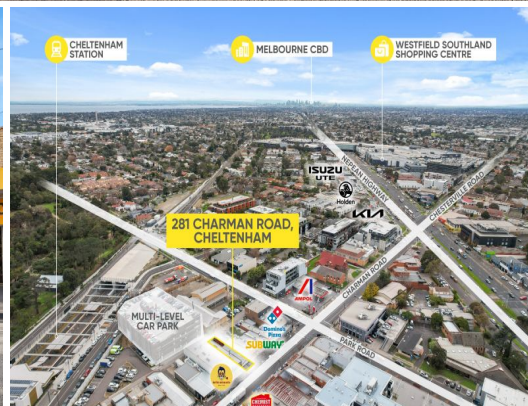 CHELTENHAM
STATION
MELBOURNE CBD
WESTFIELD SOUTHLAND
SHOPPING CENTRE
ISUZU
UTE
Holden
KIA
NEPEAN HIGHWAY
CHESTERVILLE ROAD
281 CHARMAN ROAD,
CHELTENHAM
CHARMAN ROAD
AMPOL
MULTI-LEVEL
CAR PARK
Domino's
Pizza
SUBWAY
PARK ROAD
CHEMIST